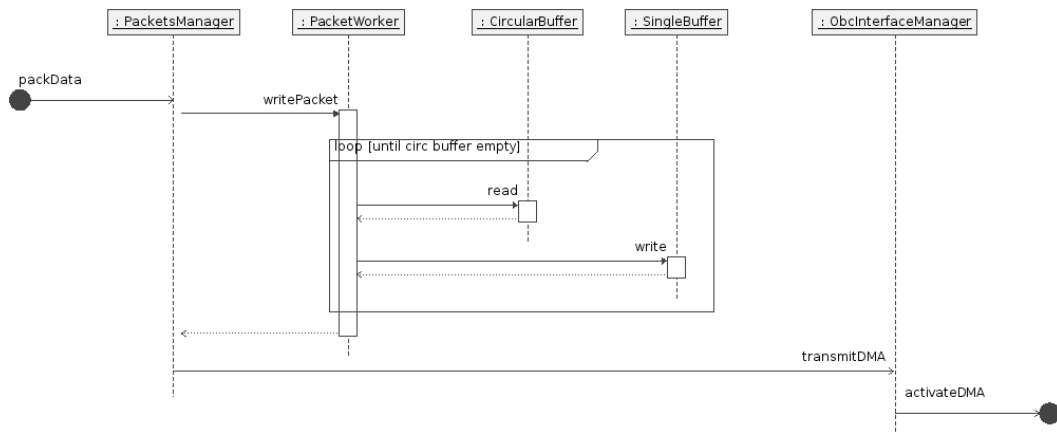 : PacketsManager
: PacketWorker
: CircularBuffer
: SingleBuffer
: ObcInterfaceManager
packData
writePacket
loop [until circ buffer empty]
read
write
transmitDMA
activateDMA